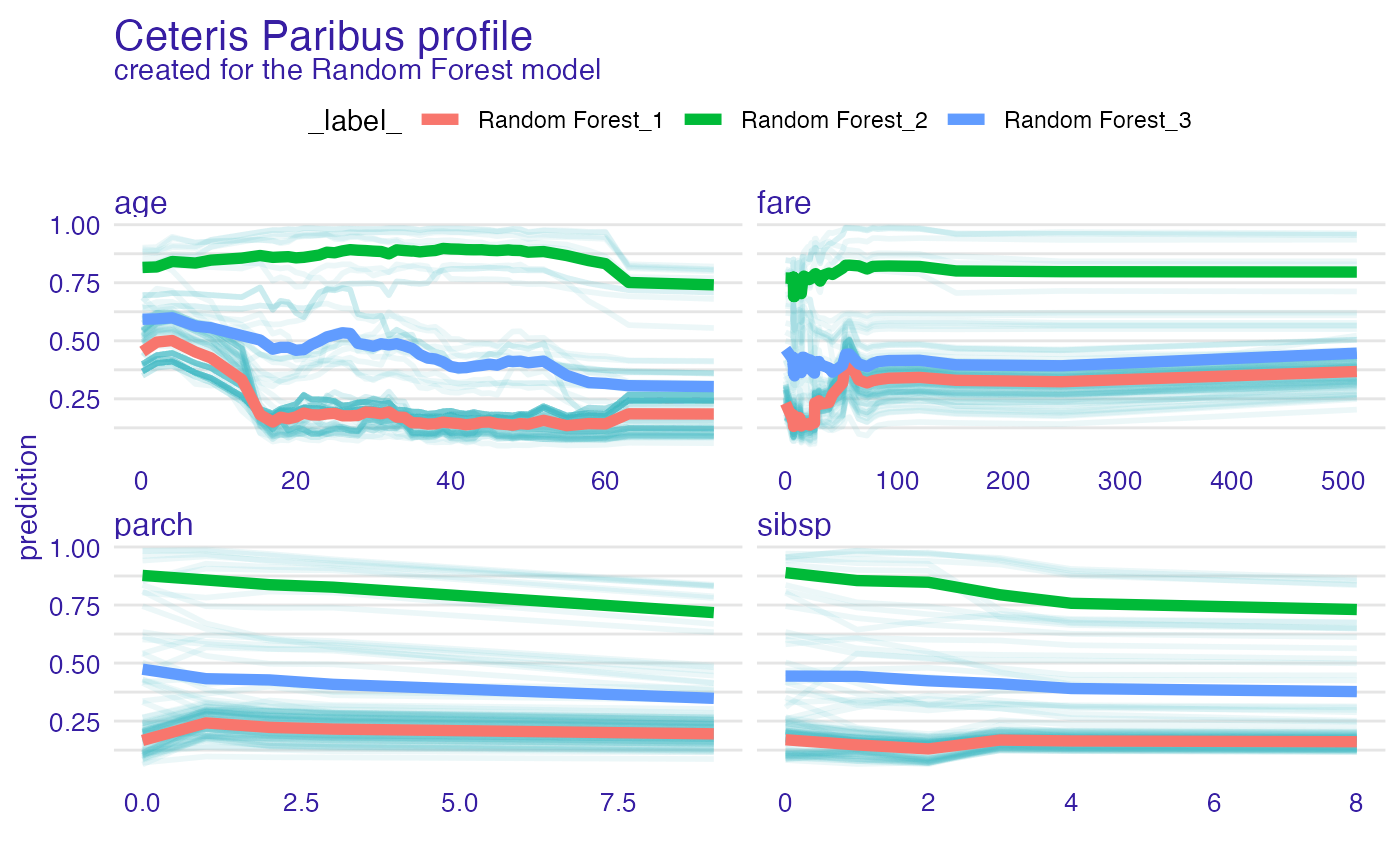 Ceteris Paribus profile
created for the Random Forest model
_label_ Random Forest_1 Random Forest_2 Random Forest_3
age fare
1.00
0.75
0.50
0.25
0 20 40 60 0 100 200 300 400 500
prediction
parch sibsp
1.00
0.75
0.50
0.25
0.0 2.5 5.0 7.5 0 2 4 6 8